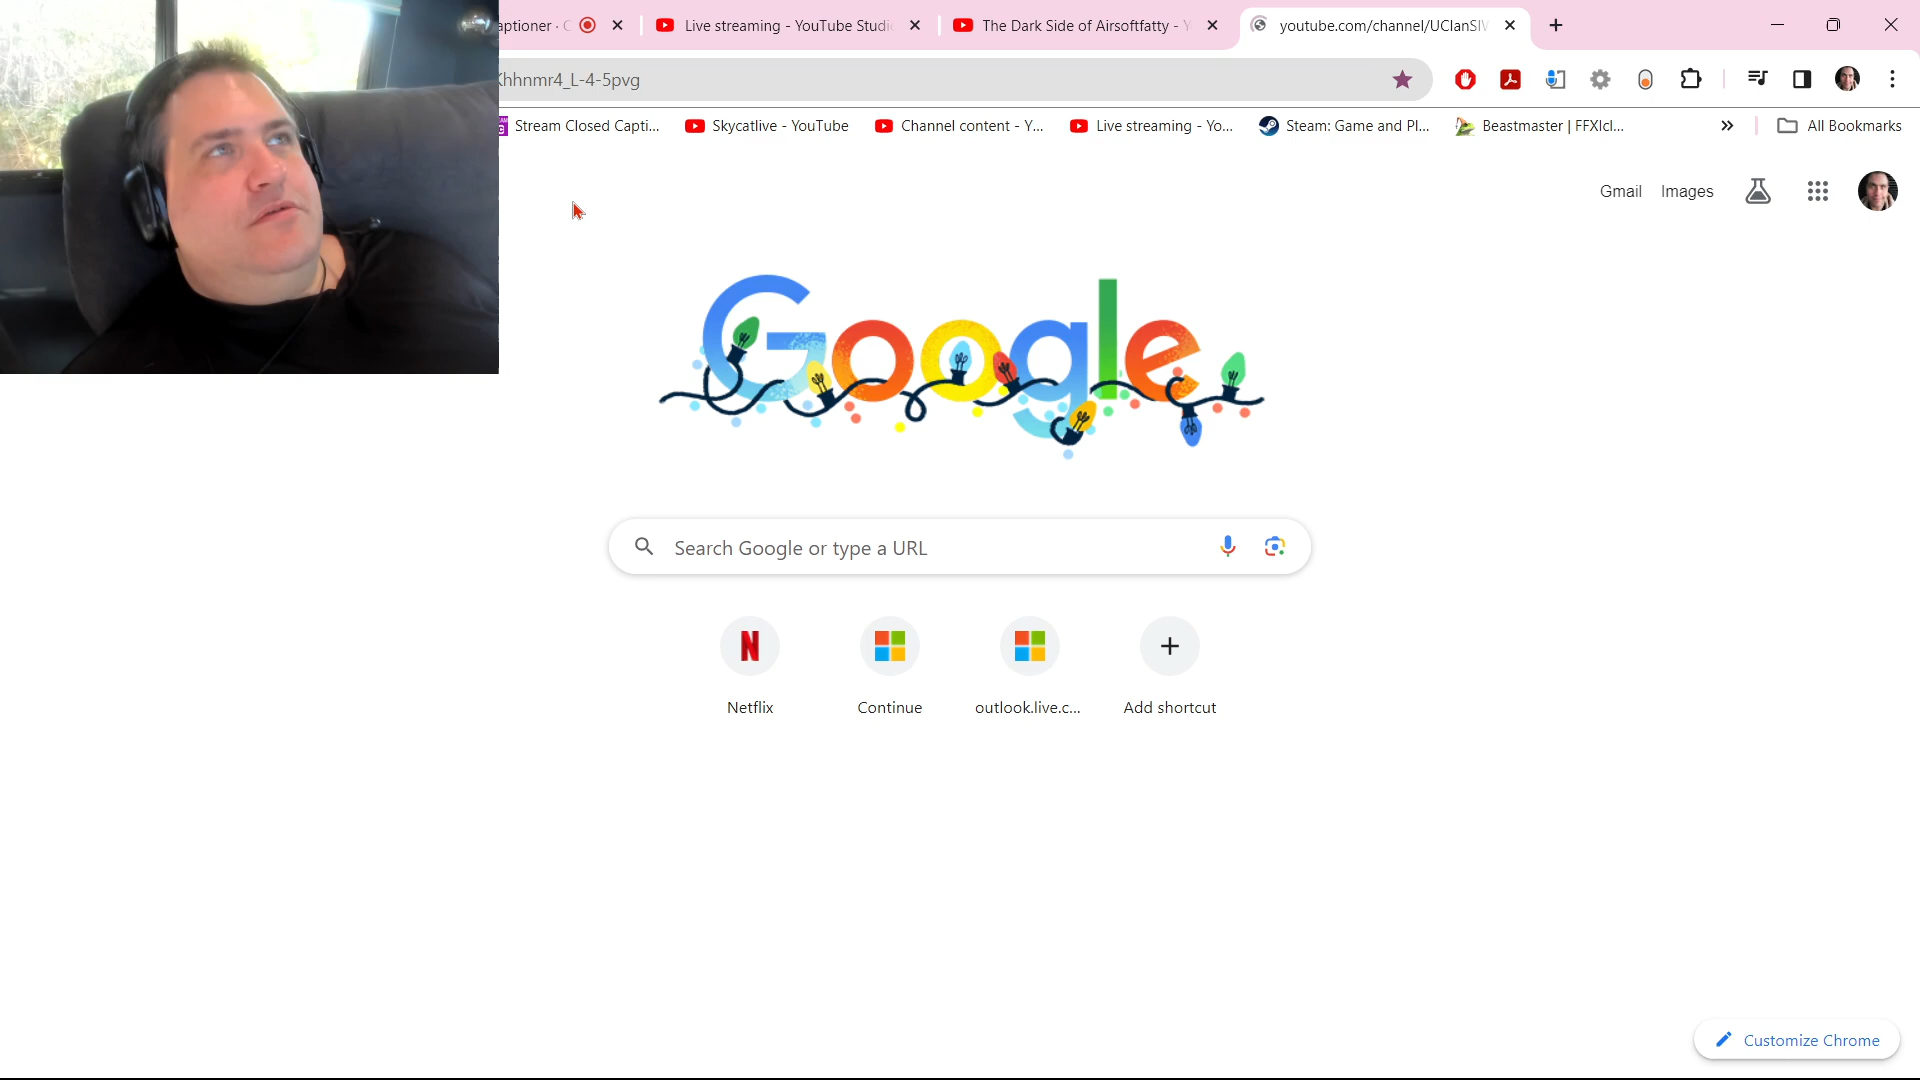 aptioner · C
Live streaming - YouTube Studi
The Dark Side of Airsoftfatty - Y
youtube.com/channel/UClanSIV
hhnmr4_L-4-5pvg
Stream Closed Capti...
Skycatlive - YouTube
Channel content - Y...
Live streaming - Yo...
Steam: Game and Pl...
Beastmaster | FFXIcl...
All Bookmarks
Gmail
Images
Google
Search Google or type a URL
Netflix
Continue
outlook.live.c...
Add shortcut
Customize Chrome